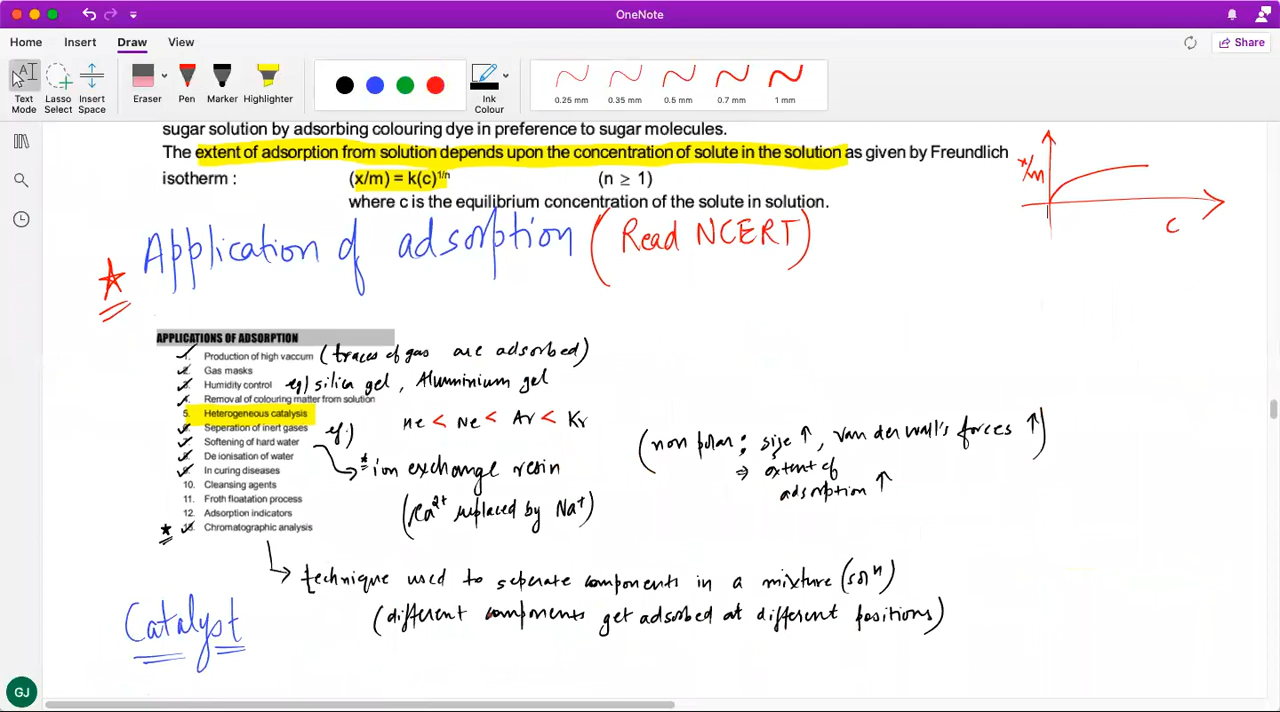 OneNote
Home Insert Draw View
Share
Text Mode
Lasso Select
Insert Space
Eraser
Pen
Marker
Highlighter
Ink Colour
0.25 mm
0.35 mm
0.5 mm
0.7 mm
1 mm
sugar solution by adsorbing colouring dye in preference to sugar molecules.
The extent of adsorption from solution depends upon the concentration of solute in the solution as given by Freundlich
isotherm : (x/m) = k(c)^1/n (n ≥ 1)
where c is the equilibrium concentration of the solute in solution.
x/m
c
Application of adsorption (Read NCERT)
APPLICATIONS OF ADSORPTION
1. Production of high vaccum (traces of gas are adsorbed)
2. Gas masks
3. Humidity control eg) silica gel, Aluminium gel
4. Removal of colouring matter from solution
5. Heterogeneous catalysis
6. Seperation of inert gases eg:) He < Ne < Ar < Kr
(non polar; size ↑, van der wall's forces ↑)
⇒ extent of
adsorption ↑
7. Softening of hard water
* ion exchange resin
(Ca2+ replaced by Na+)
8. De ionisation of water
9. In curing diseases
10. Cleansing agents
11. Froth floatation process
12. Adsorption indicators
13. Chromatographic analysis
→ technique used to seperate components in a mixture (solⁿ)
(different components get adsorbed at different positions)
Catalyst
GJ